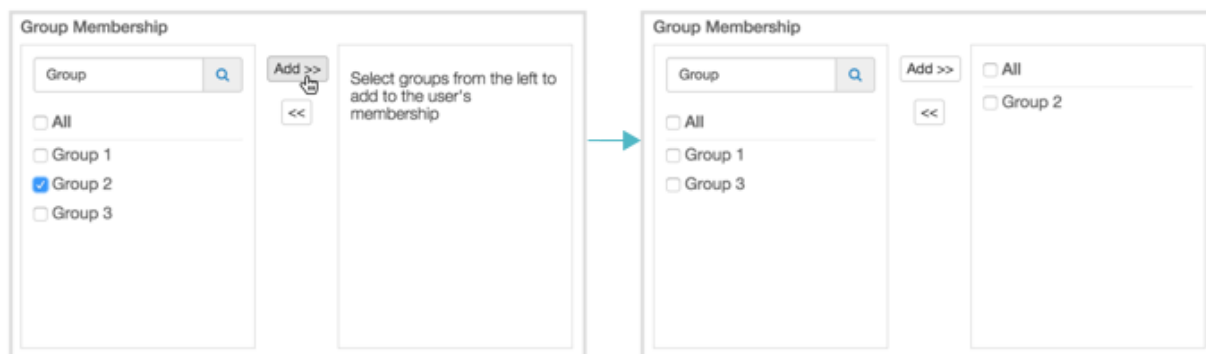 Group Membership
Group
All
Group 1
Group 2
Group 3
Add >>
<<
Select groups from the left to
add to the user's
membership
Group Membership
Group
All
Group 1
Group 3
Add >>
<<
All
Group 2